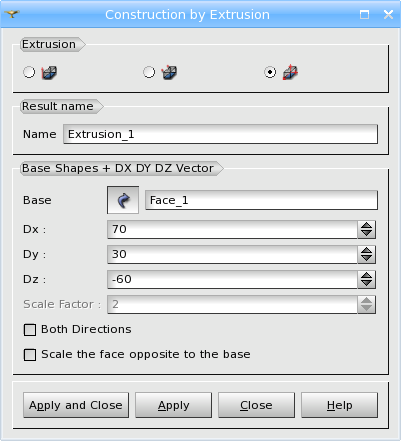 Construction by Extrusion
Extrusion
Result name
Name Extrusion_1
Base Shapes + DX DY DZ Vector
Base Face_1
Dx : 70
Dy : 30
Dz : -60
Scale Factor : 2
Both Directions
Scale the face opposite to the base
Apply and Close Apply Close Help